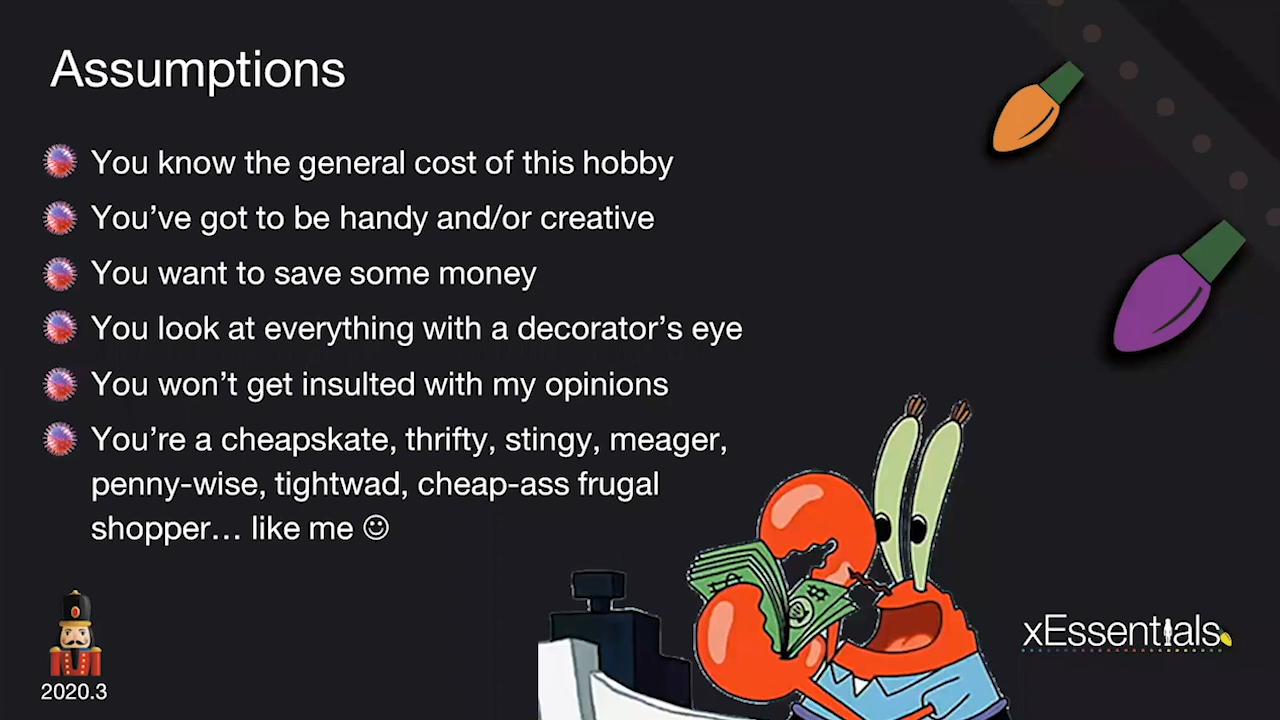 Assumptions
You know the general cost of this hobby
You’ve got to be handy and/or creative
You want to save some money
You look at everything with a decorator’s eye
You won’t get insulted with my opinions
You’re a cheapskate, thrifty, stingy, meager,
penny-wise, tightwad, cheap-ass frugal
shopper… like me ☺
xEssentials
2020.3